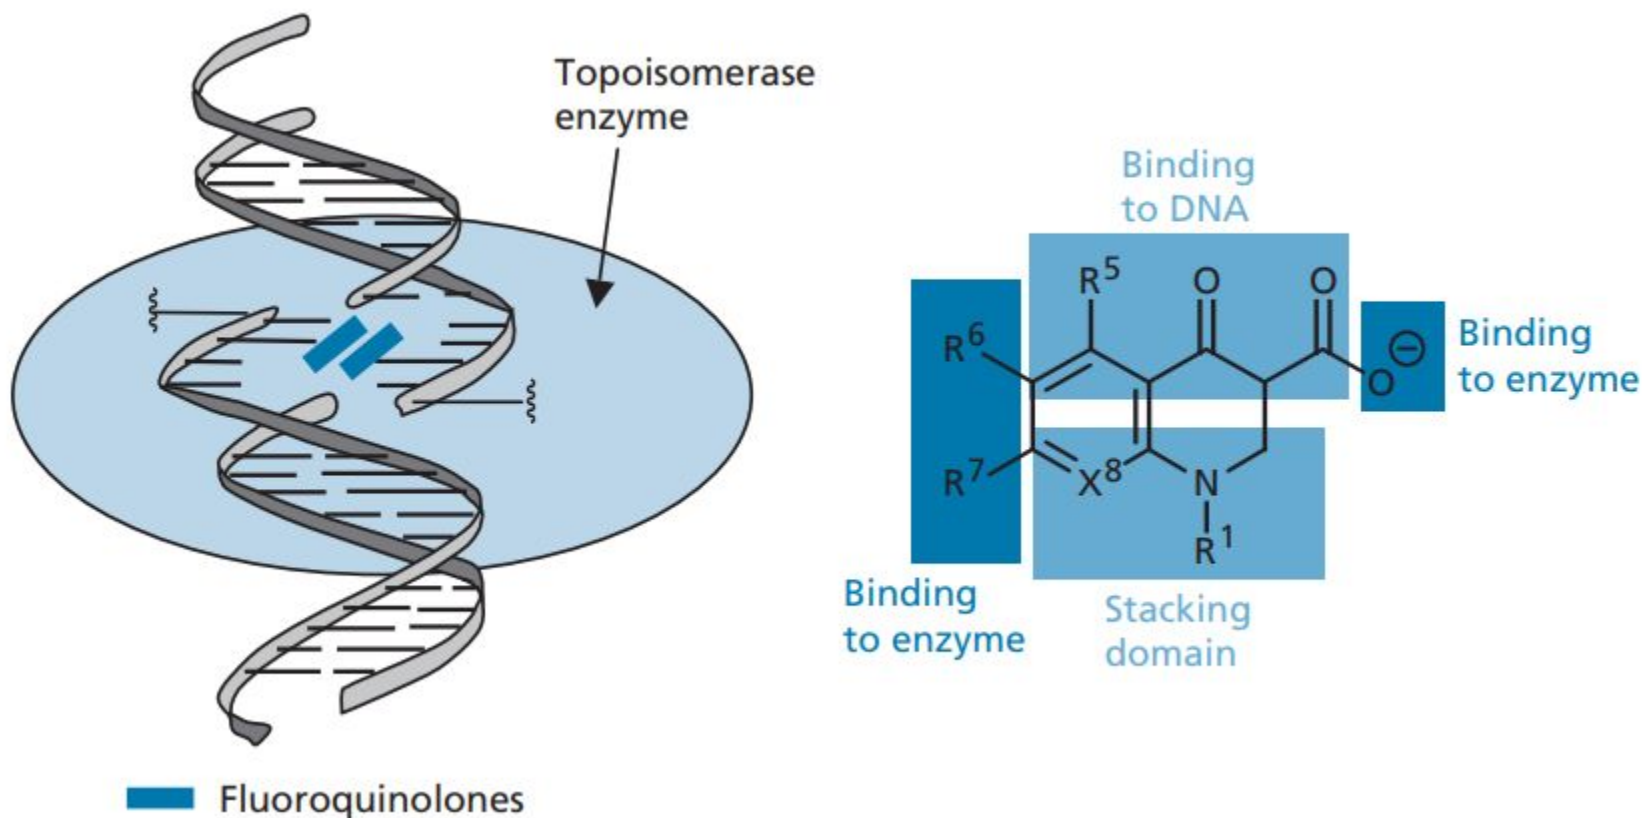 Topoisomerase
enzyme
Fluoroquinolones
Binding
to DNA
R⁵
O
O
R⁶
O⊖
Binding
to enzyme
R⁷
X⁸
N
R¹
Binding
to enzyme
Stacking
domain